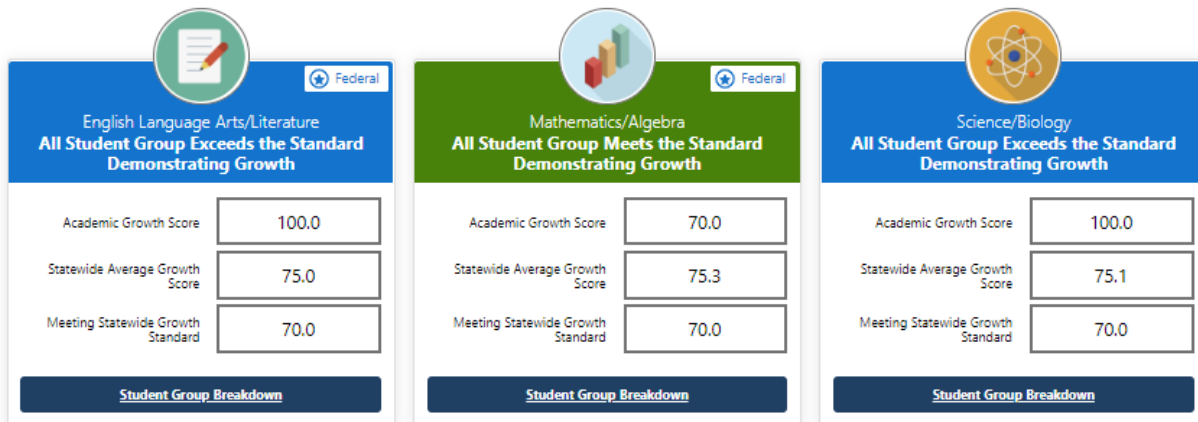 Federal
English Language Arts/Literature
All Student Group Exceeds the Standard
Demonstrating Growth
Academic Growth Score
100.0
Statewide Average Growth
Score
75.0
Meeting Statewide Growth
Standard
70.0
Student Group Breakdown
Federal
Mathematics/Algebra
All Student Group Meets the Standard
Demonstrating Growth
Academic Growth Score
70.0
Statewide Average Growth
Score
75.3
Meeting Statewide Growth
Standard
70.0
Student Group Breakdown
Science/Biology
All Student Group Exceeds the Standard
Demonstrating Growth
Academic Growth Score
100.0
Statewide Average Growth
Score
75.1
Meeting Statewide Growth
Standard
70.0
Student Group Breakdown